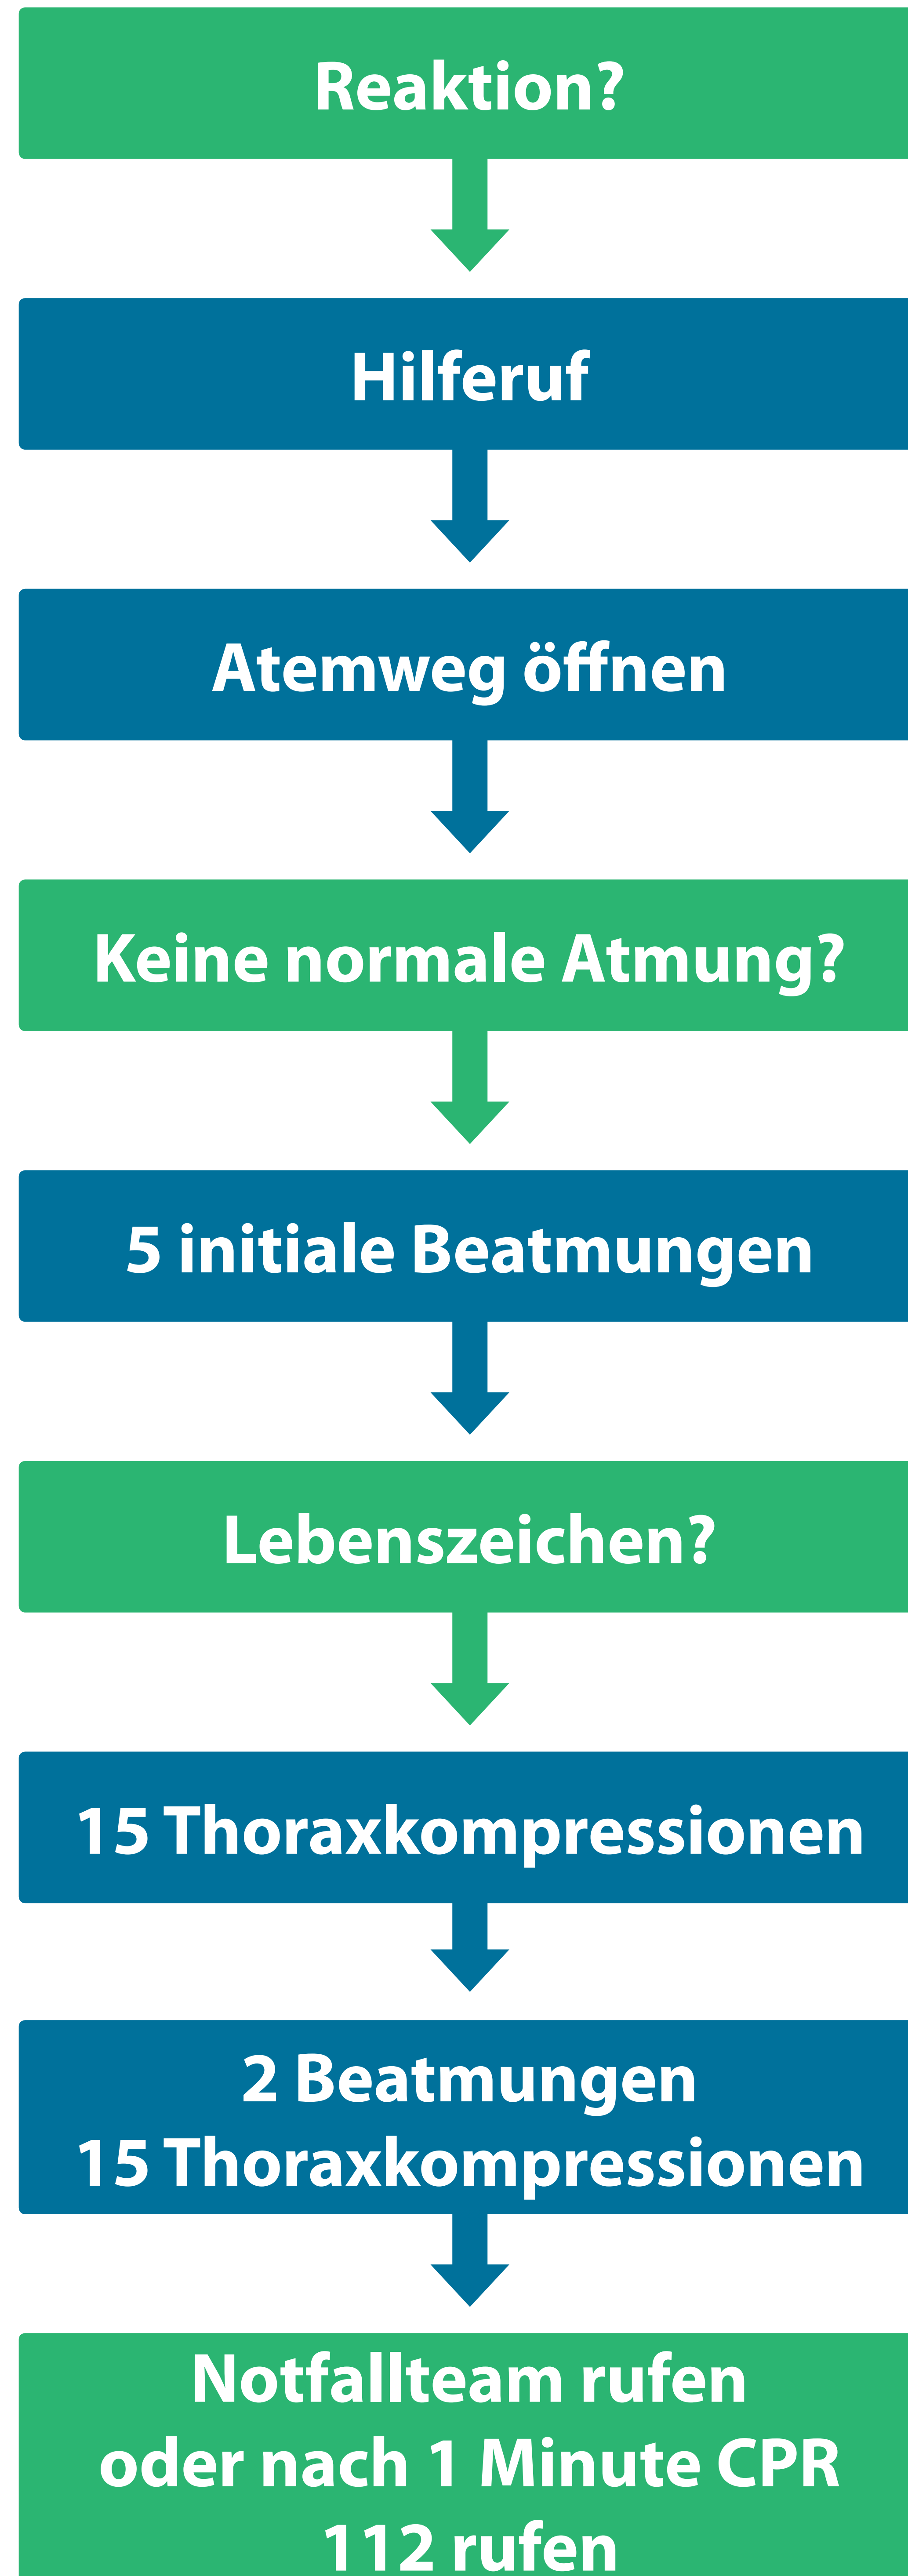 Reaktion?
Hilferuf
Atemweg öffnen
Keine normale Atmung?
5 initiale Beatmungen
Lebenszeichen?
15 Thoraxkompressionen
2 Beatmungen
15 Thoraxkompressionen
Notfallteam rufen
oder nach 1 Minute CPR
112 rufen